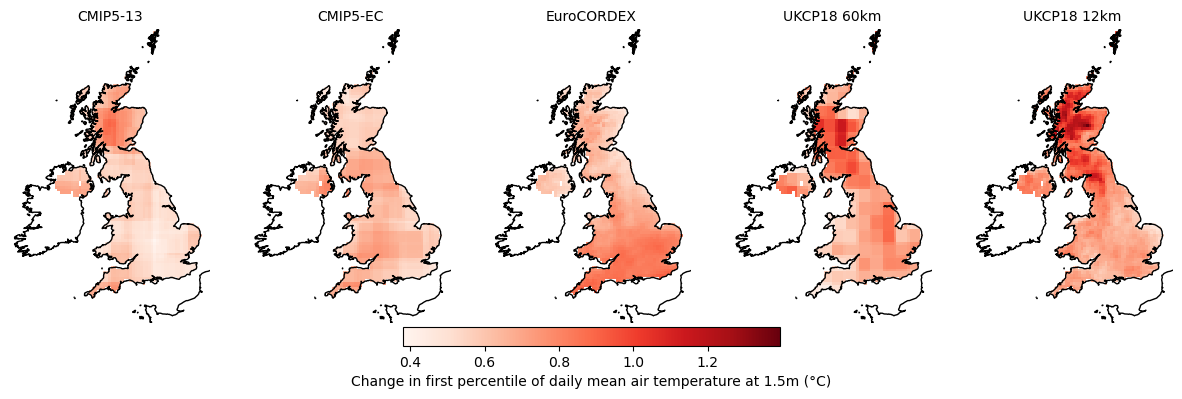 CMIP5-13 CMIP5-EC EuroCORDEX UKCP18 60km UKCP18 12km
0.4 0.6 0.8 1.0 1.2
Change in first percentile of daily mean air temperature at 1.5m (°C)